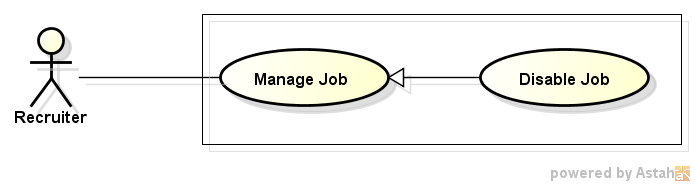 Manage Job
Disable Job
Recruiter
powered by Astah